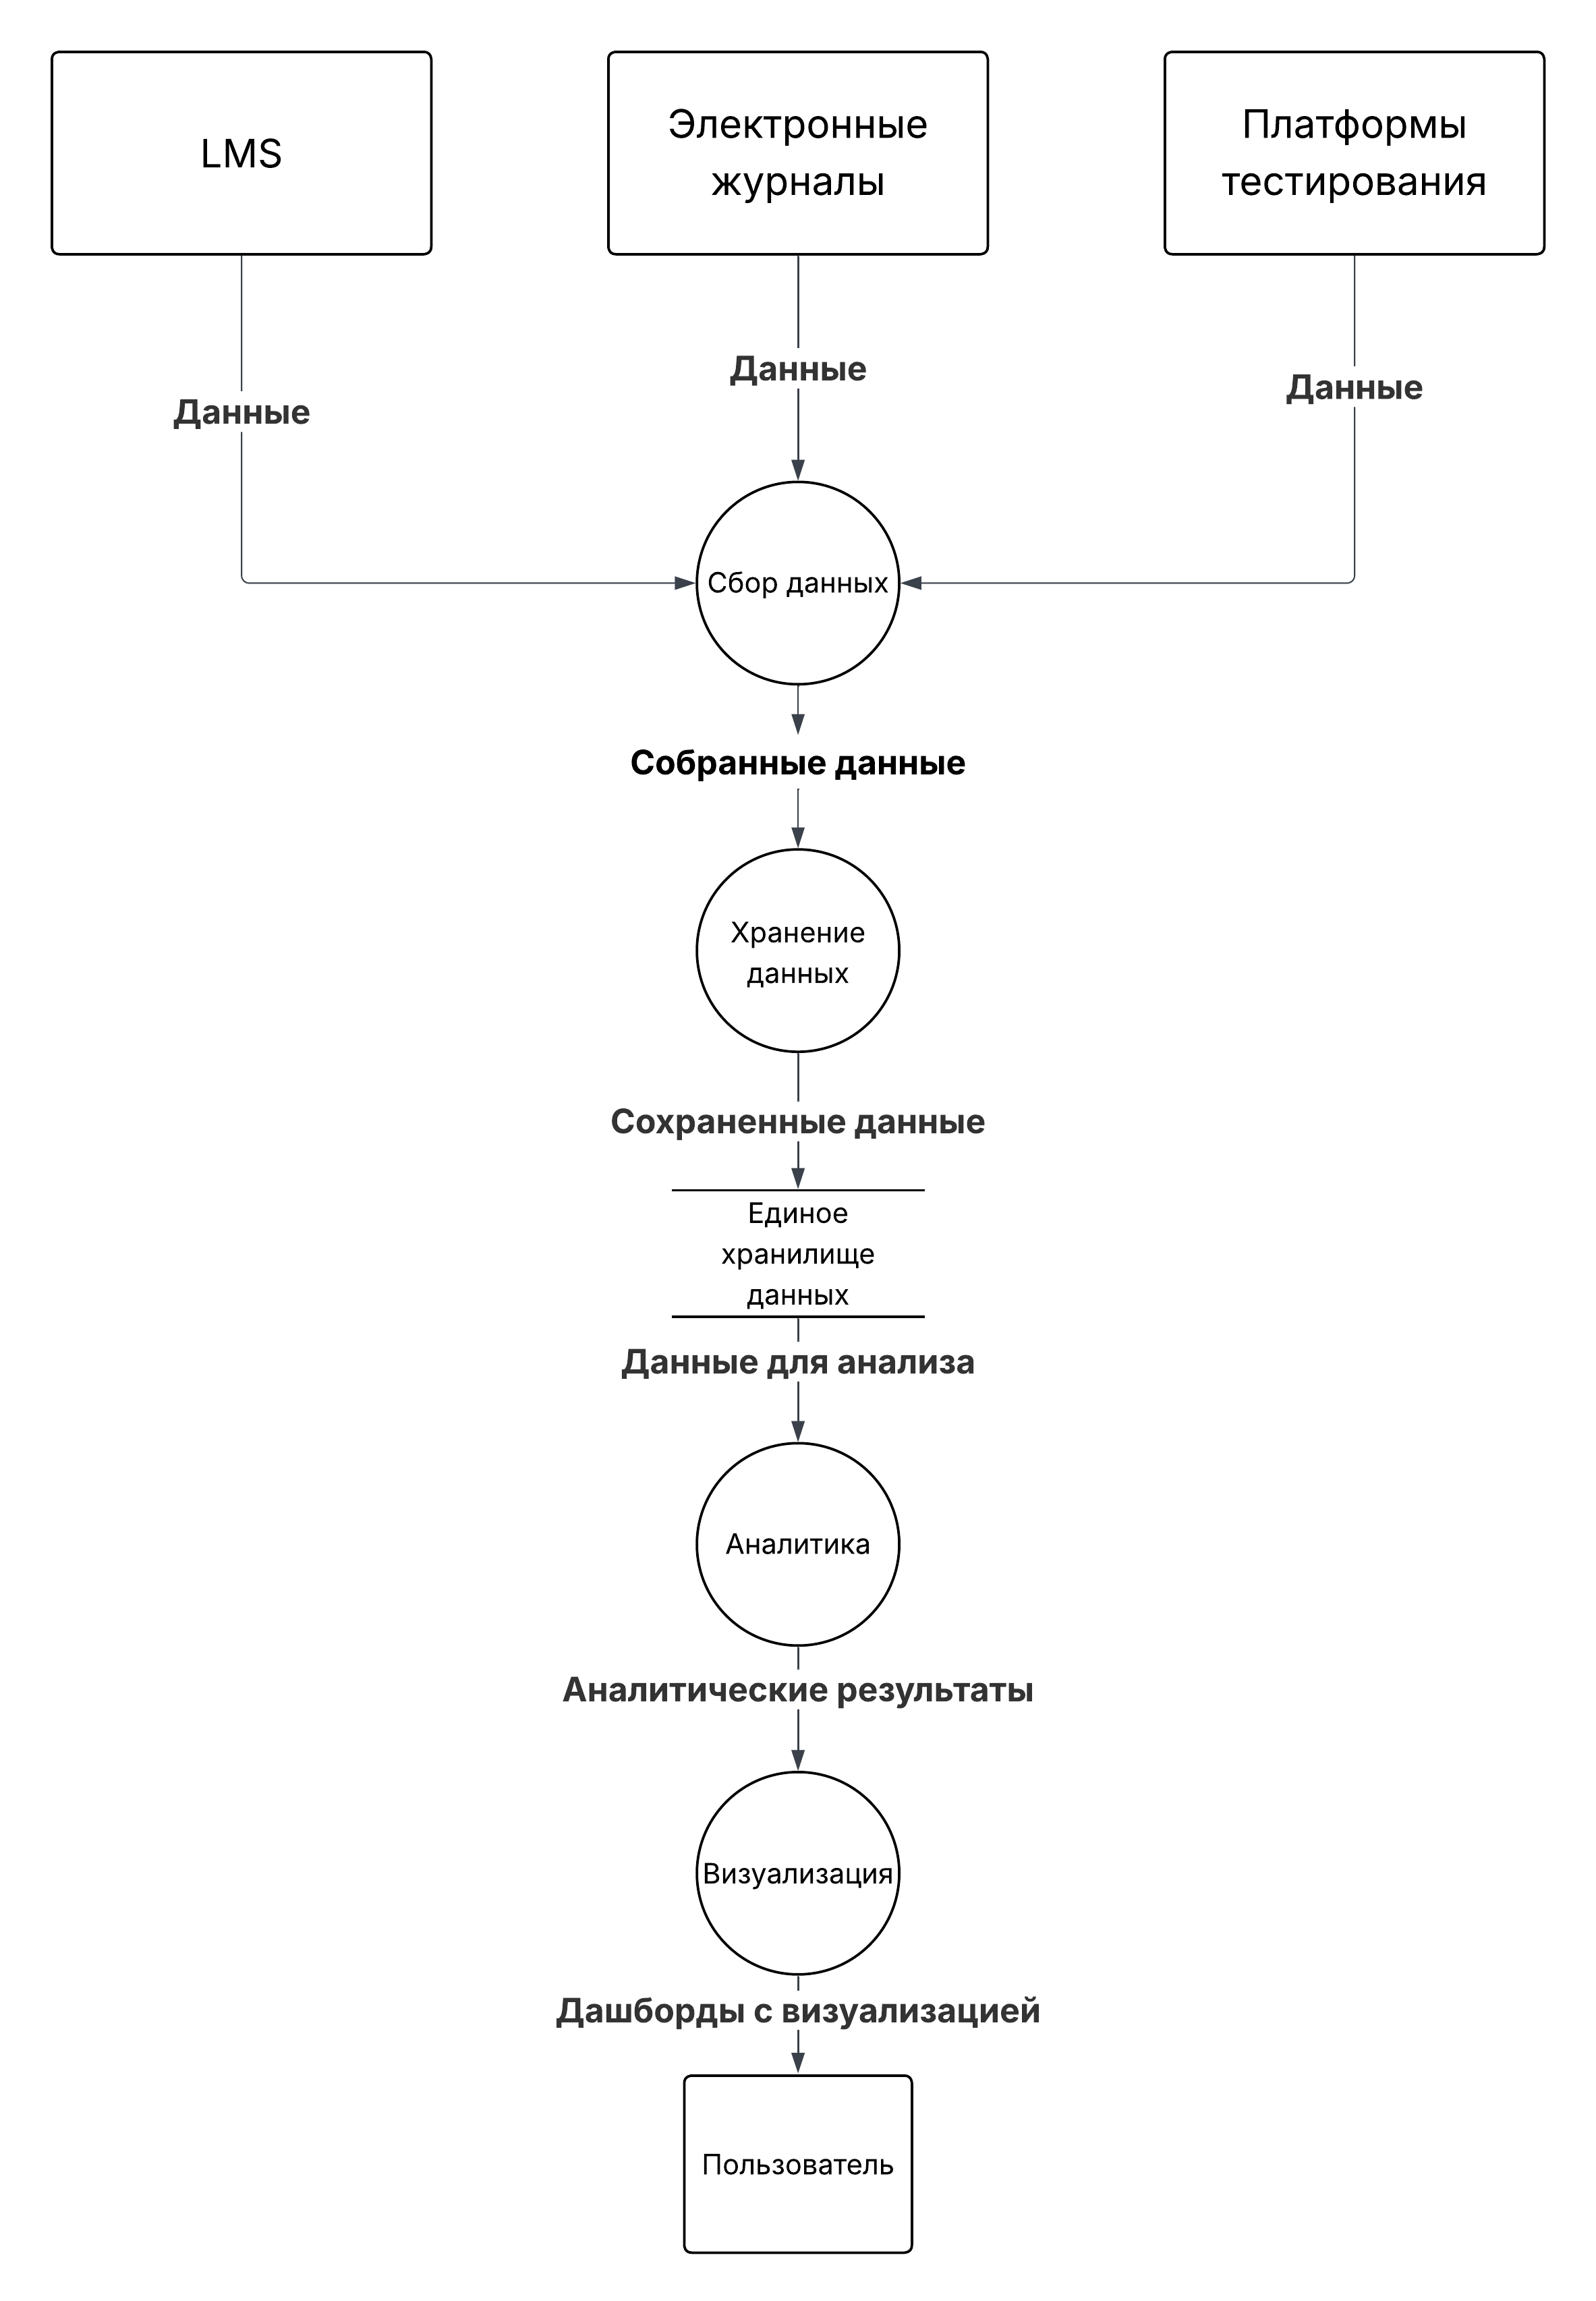 LMS
Электронные
журналы
Платформы
тестирования
Данные
Данные
Данные
Сбор данных
Собранные данные
Хранение
данных
Сохраненные данные
Единое
хранилище
данных
Данные для анализа
Аналитика
Аналитические результаты
Визуализация
Дашборды с визуализацией
Пользователь